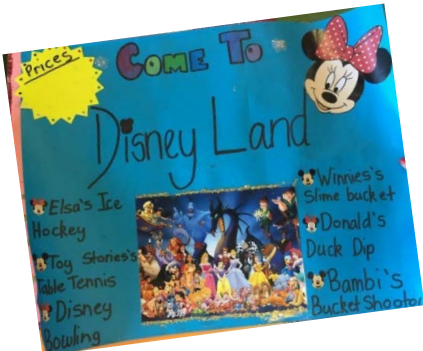 Prices
COME TO
Disney Land
Elsa's Ice
Hockey
Toy Stories's
Table Tennis
Disney
Bowling
Winnies's
Slime bucket
Donald's
Duck Dip
Bambi's
Bucket Shooter